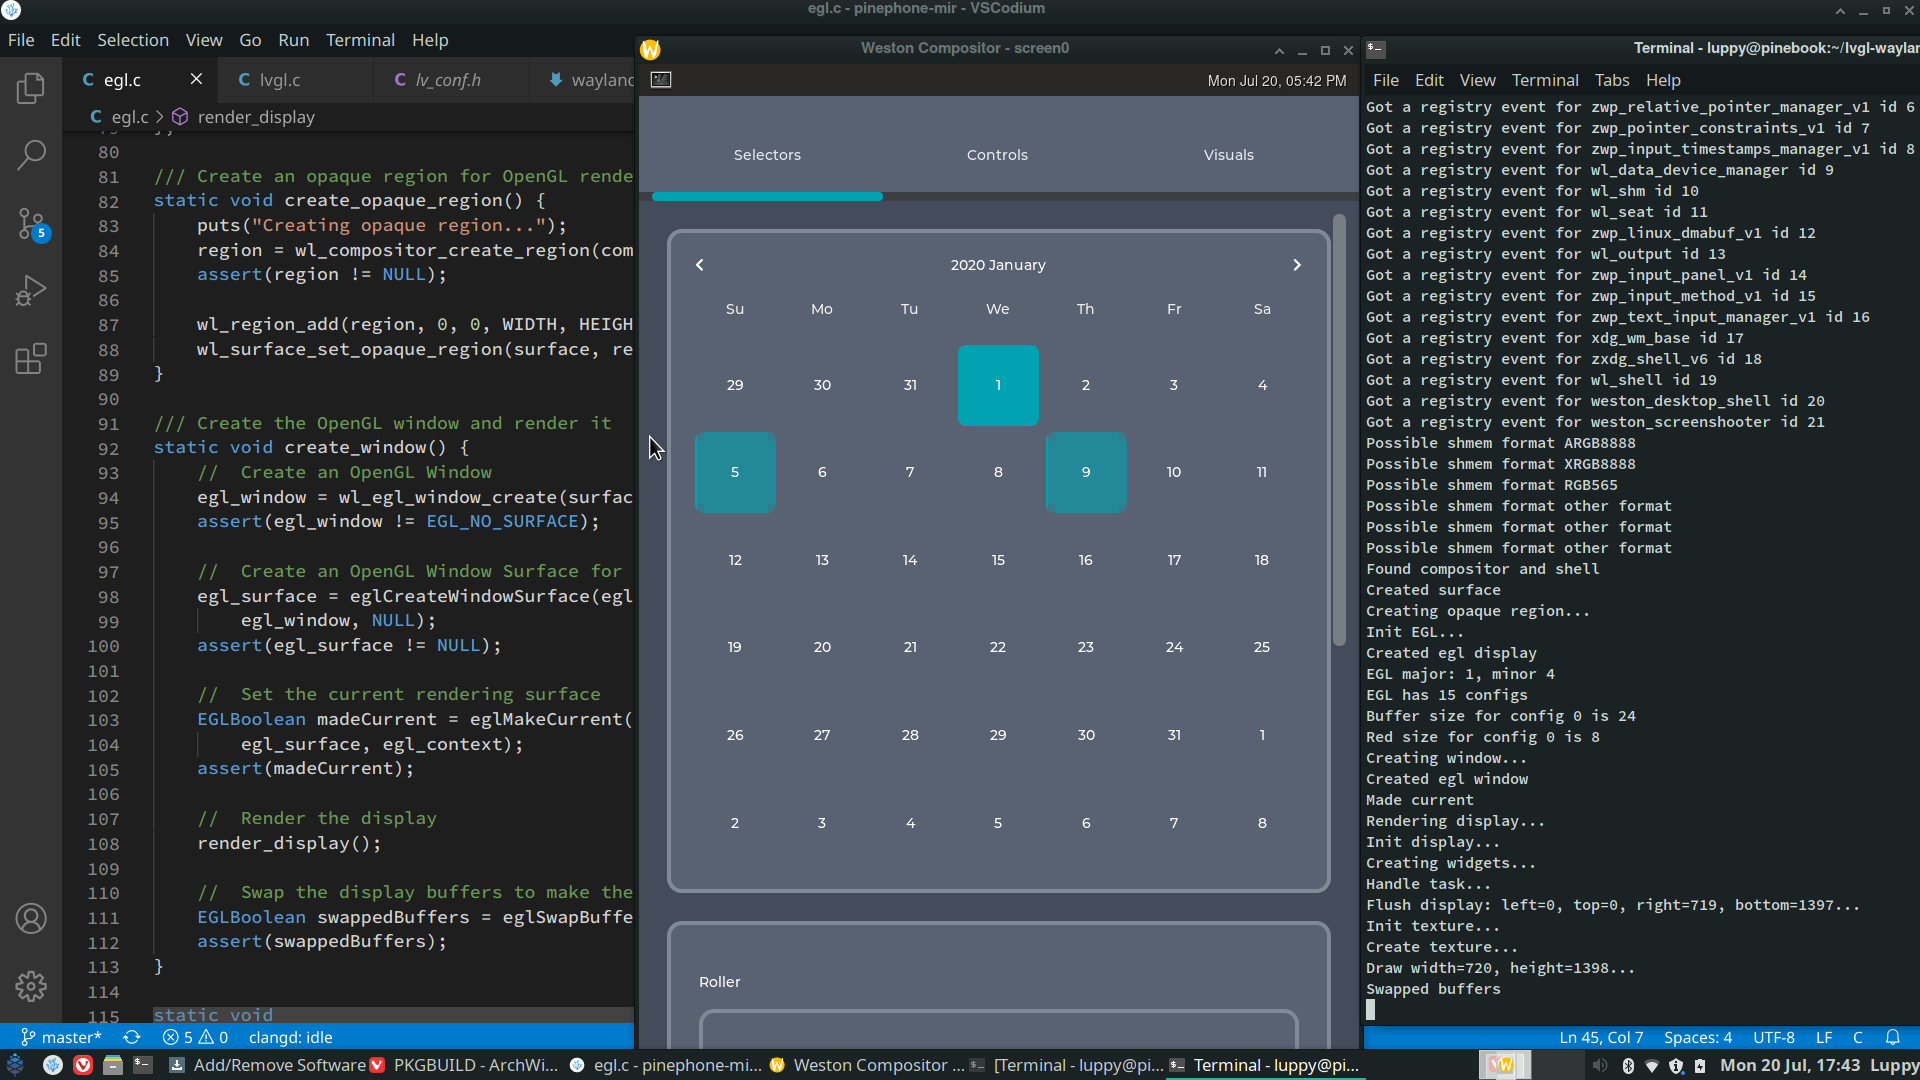 egl.c - pinephone-mir - VSCodium
File Edit Selection View Go Run Terminal Help
egl.c
lvgl.c
lv_conf.h
egl.c
render_display
80
81 /// Create an opaque region for OpenGL rende
82 static void create_opaque_region() {
83 puts("Creating opaque region...");
84 region = wl_compositor_create_region(com
85 assert(region != NULL);
86
87 wl_region_add(region, 0, 0, WIDTH, HEIGH
88 wl_surface_set_opaque_region(surface, re
89 }
90
91 /// Create the OpenGL window and render it
92 static void create_window() {
93 //  Create an OpenGL Window
94 egl_window = wl_egl_window_create(surfac
95 assert(egl_window != EGL_NO_SURFACE);
96
97 //  Create an OpenGL Window Surface for
98 egl_surface = eglCreateWindowSurface(egl
99 egl_window, NULL);
100 assert(egl_surface != NULL);
101
102 //  Set the current rendering surface
103 EGLBoolean madeCurrent = eglMakeCurrent(
104 egl_surface, egl_context);
105 assert(madeCurrent);
106
107 //  Render the display
108 render_display();
109
110 //  Swap the display buffers to make the
111 EGLBoolean swappedBuffers = eglSwapBuffe
112 assert(swappedBuffers);
113 }
114
115 static void
5
master* 5 0 clangd: idle
Weston Compositor - screen0
Mon Jul 20, 05:42 PM
Selectors Controls Visuals
2020 January
Su Mo Tu We Th Fr Sa
29 30 31 1 2 3 4
5 6 7 8 9 10 11
12 13 14 15 16 17 18
19 20 21 22 23 24 25
26 27 28 29 30 31 1
2 3 4 5 6 7 8
Roller
Terminal - luppy@pinebook:~/lvgl-waylan
File Edit View Terminal Tabs Help
Got a registry event for zwp_relative_pointer_manager_v1 id 6
Got a registry event for zwp_pointer_constraints_v1 id 7
Got a registry event for zwp_input_timestamps_manager_v1 id 8
Got a registry event for wl_data_device_manager id 9
Got a registry event for wl_shm id 10
Got a registry event for wl_seat id 11
Got a registry event for zwp_linux_dmabuf_v1 id 12
Got a registry event for wl_output id 13
Got a registry event for zwp_input_panel_v1 id 14
Got a registry event for zwp_input_method_v1 id 15
Got a registry event for zwp_text_input_manager_v1 id 16
Got a registry event for xdg_wm_base id 17
Got a registry event for zxdg_shell_v6 id 18
Got a registry event for wl_shell id 19
Got a registry event for weston_desktop_shell id 20
Got a registry event for weston_screenshooter id 21
Possible shmem format ARGB8888
Possible shmem format XRGB8888
Possible shmem format RGB565
Possible shmem format other format
Possible shmem format other format
Possible shmem format other format
Found compositor and shell
Created surface
Creating opaque region...
Init EGL...
Created egl display
EGL major: 1, minor 4
EGL has 15 configs
Buffer size for config 0 is 24
Red size for config 0 is 8
Creating window...
Created egl window
Made current
Rendering display...
Init display...
Creating widgets...
Handle task...
Flush display: left=0, top=0, right=719, bottom=1397...
Init texture...
Create texture...
Draw width=720, height=1398...
Swapped buffers
Ln 45, Col 7 Spaces: 4 UTF-8 LF C
Add/Remove Software PKGBUILD - ArchWi... egl.c - pinephone-mi... Weston Compositor ... [Terminal - luppy@pi... Terminal - luppy@pi... Mon 20 Jul, 17:43 Luppy